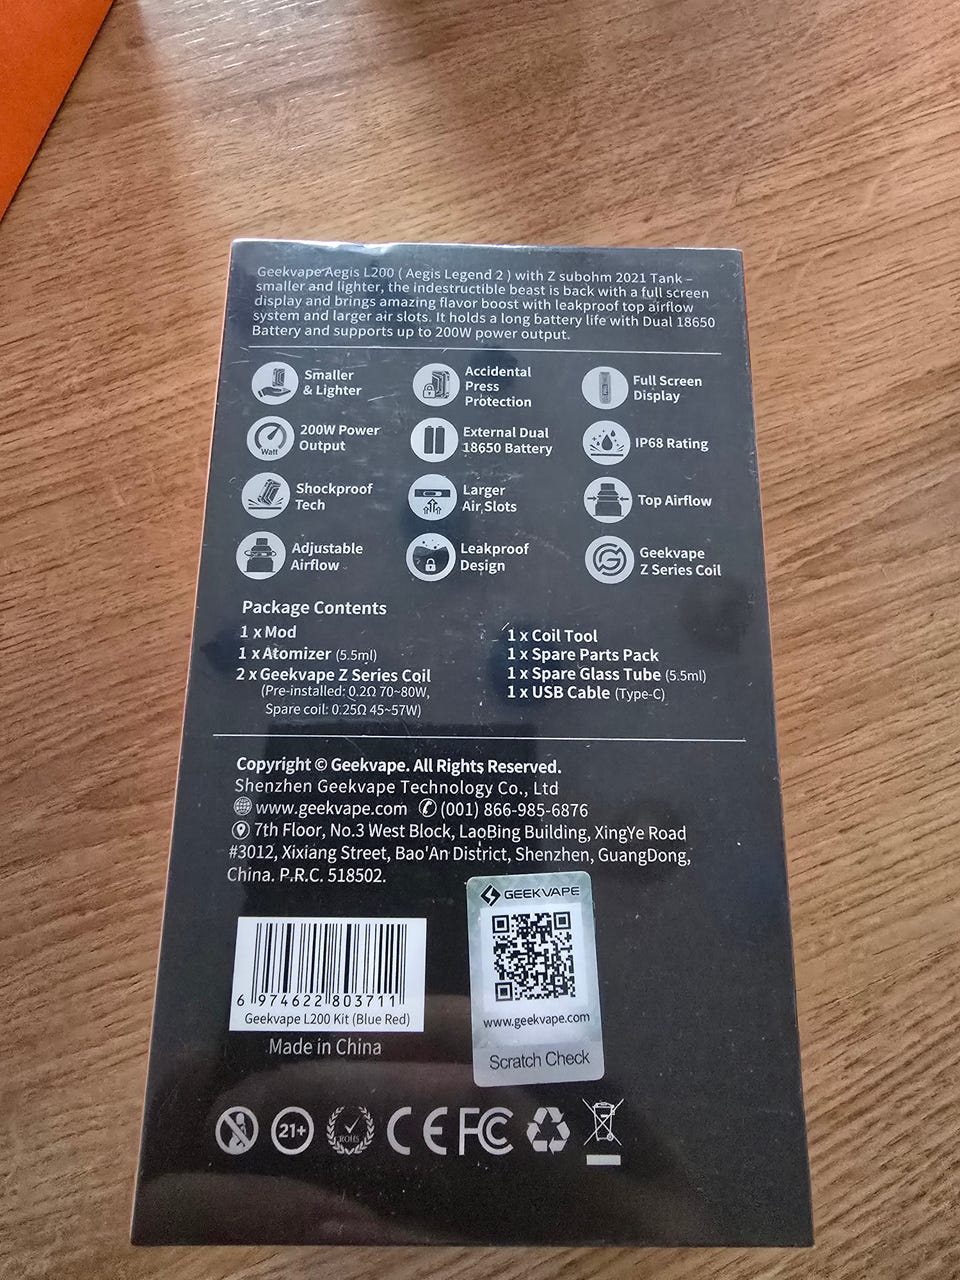 Geekvape Aegis L200 ( Aegis Legend 2 ) with Z subohm 2021 Tank –
smaller and lighter, the indestructible beast is back with a full screen
display and brings amazing flavor boost with leakproof top airflow
system and larger air slots. It holds a long battery life with Dual 18650
Battery and supports up to 200W power output.
Smaller
& Lighter
Accidental
Press
Protection
Full Screen
Display
Watt
200W Power
Output
External Dual
18650 Battery
IP68 Rating
Shockproof
Tech
Larger
Air Slots
Top Airflow
Adjustable
Airflow
Leakproof
Design
Geekvape
Z Series Coil
Package Contents
1 x Mod
1 x Atomizer (5.5ml)
2 x Geekvape Z Series Coil
(Pre-installed: 0.2Ω 70~80W,
Spare coil: 0.25Ω 45~57W)
1 x Coil Tool
1 x Spare Parts Pack
1 x Spare Glass Tube (5.5ml)
1 x USB Cable (Type-C)
Copyright © Geekvape. All Rights Reserved.
Shenzhen Geekvape Technology Co., Ltd
www.geekvape.com (001) 866-985-6876
7th Floor, No.3 West Block, LaoBing Building, XingYe Road
#3012, Xixiang Street, Bao'An District, Shenzhen, GuangDong,
China. P.R.C. 518502.
6 974622 803711
Geekvape L200 Kit (Blue Red)
Made in China
GEEKVAPE
www.geekvape.com
Scratch Check
21+
ROHS
CE FC